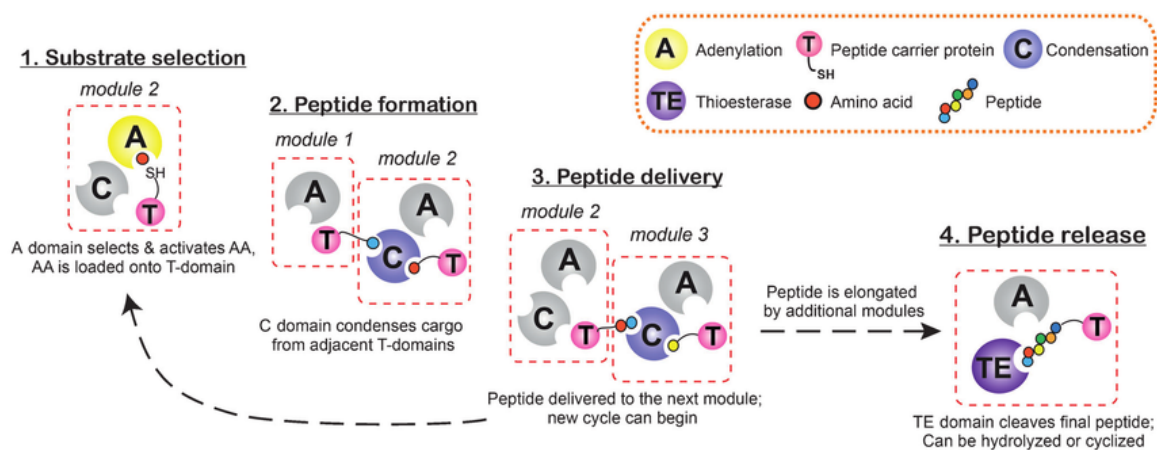 A
Adenylation
T
SH
Peptide carrier protein
C
Condensation
TE
Thioesterase
Amino acid
Peptide
1. Substrate selection
module 2
A
SH
C
T
A domain selects & activates AA,
AA is loaded onto T-domain
2. Peptide formation
module 1
module 2
A
A
T
C
T
C domain condenses cargo
from adjacent T-domains
3. Peptide delivery
module 2
module 3
A
A
C
T
C
T
Peptide delivered to the next module;
new cycle can begin
Peptide is elongated
by additional modules
4. Peptide release
A
T
TE
TE domain cleaves final peptide;
Can be hydrolyzed or cyclized